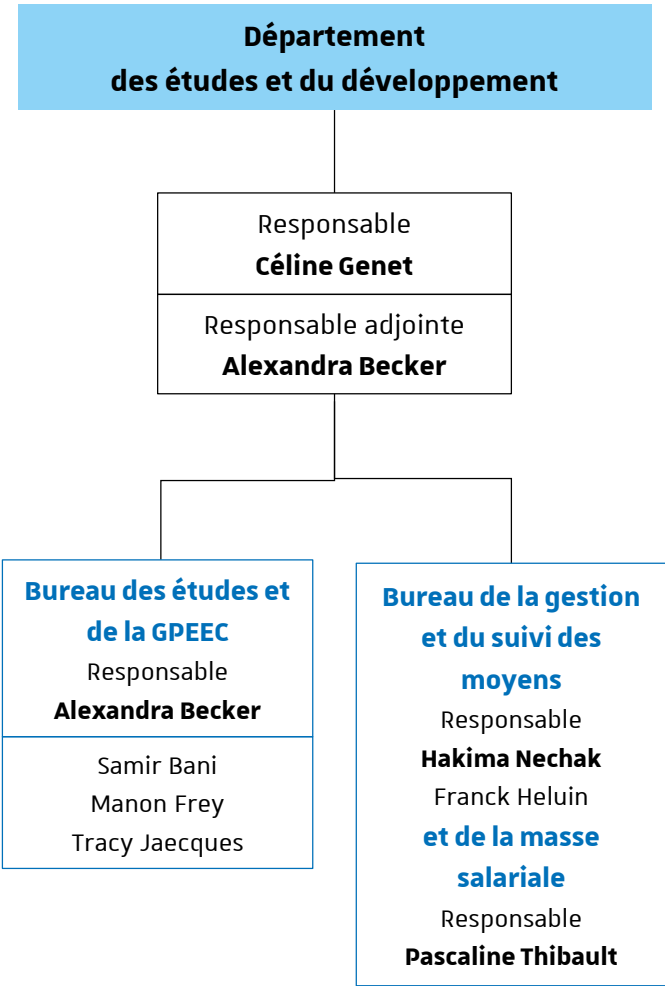 Département
des études et du développement
Responsable
Céline Genet
Responsable adjointe
Alexandra Becker
Bureau des études et
de la GPEEC
Responsable
Alexandra Becker
Samir Bani
Manon Frey
Tracy Jaecques
Bureau de la gestion
et du suivi des
moyens
Responsable
Hakima Nechak
Franck Heluin
et de la masse
salariale
Responsable
Pascaline Thibault